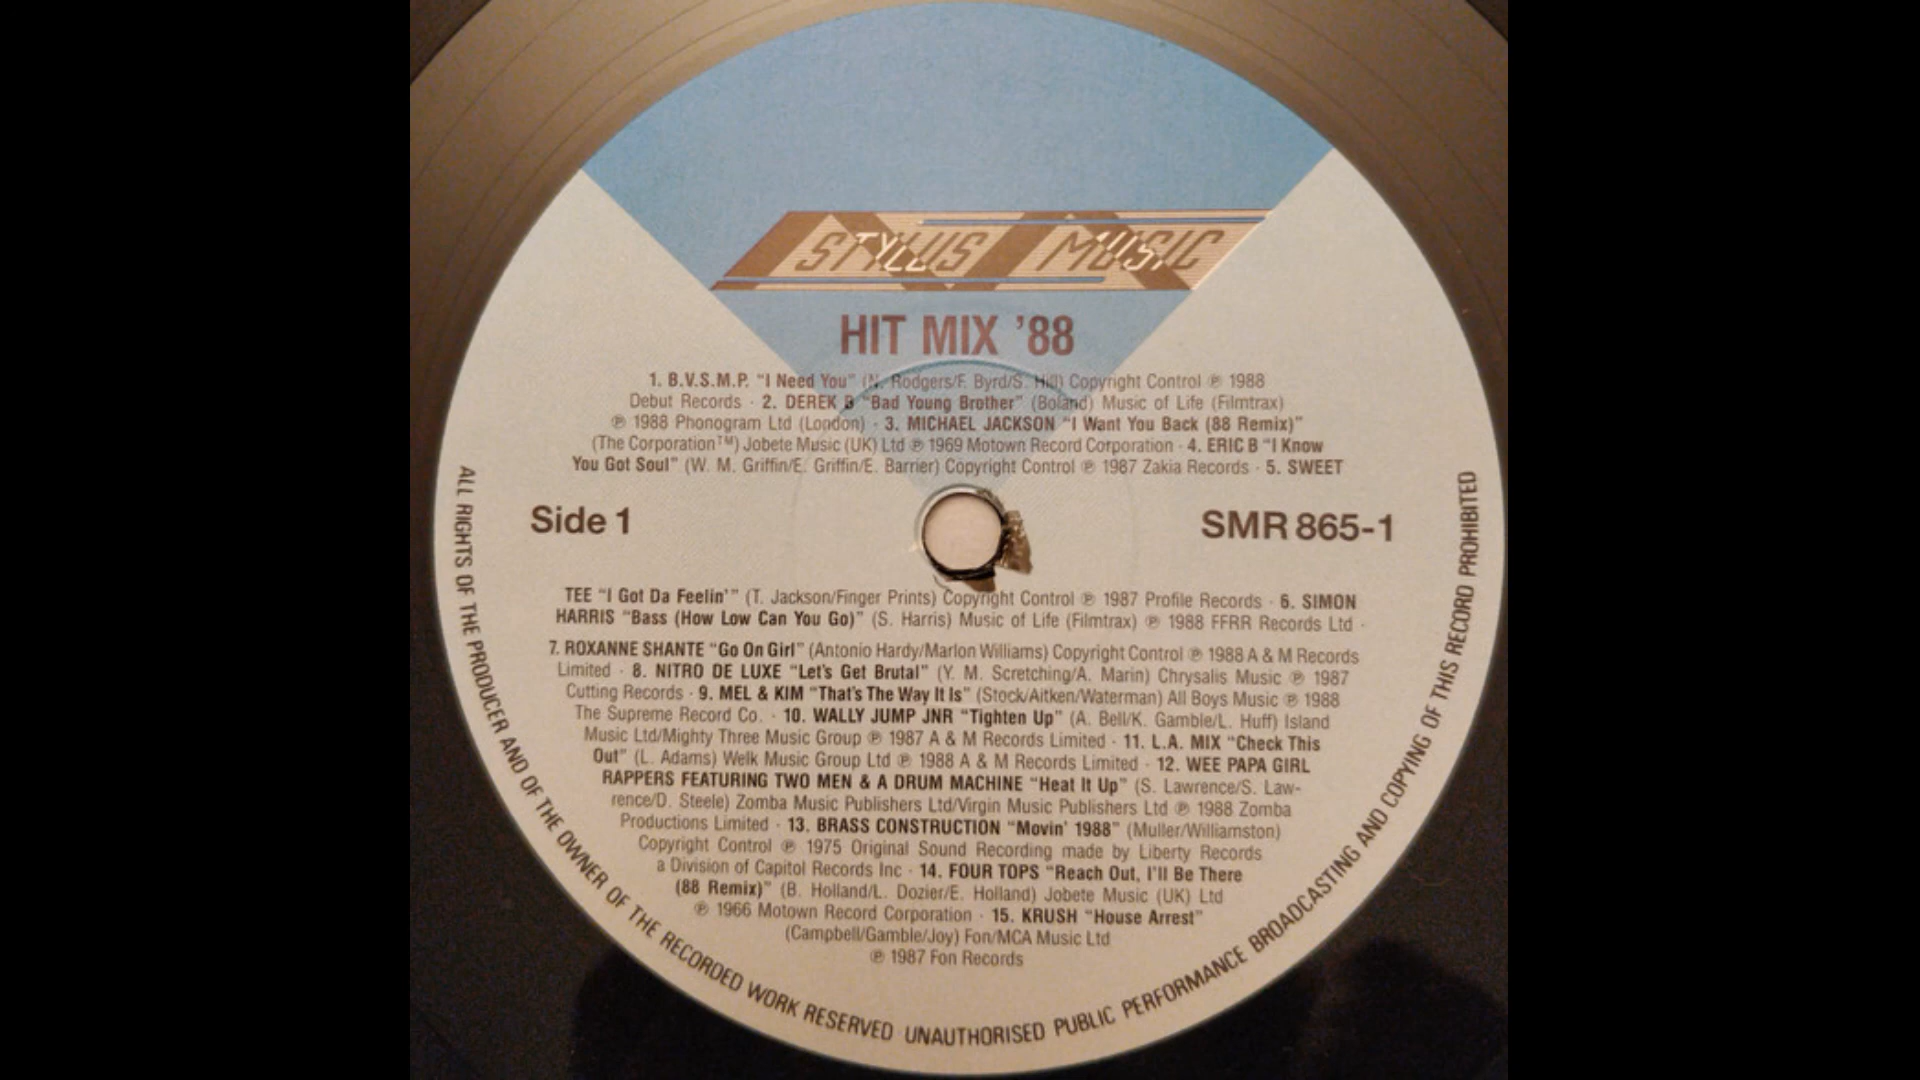 STYLUS MUSIC
HIT MIX '88
1. B.V.S.M.P. "I Need You" (N. Rodgers/F. Byrd/S. Hill) Copyright Control ℗ 1988
Debut Records · 2. DEREK B "Bad Young Brother" (Boland) Music of Life (Filmtrax)
℗ 1988 Phonogram Ltd (London) · 3. MICHAEL JACKSON "I Want You Back (88 Remix)"
(The Corporation™) Jobete Music (UK) Ltd ℗ 1969 Motown Record Corporation · 4. ERIC B "I Know
You Got Soul" (W. M. Griffin/E. Griffin/E. Barrier) Copyright Control ℗ 1987 Zakia Records · 5. SWEET
Side 1
SMR 865-1
TEE "I Got Da Feelin'" (T. Jackson/Finger Prints) Copyright Control ℗ 1987 Profile Records · 6. SIMON
HARRIS "Bass (How Low Can You Go)" (S. Harris) Music of Life (Filmtrax) ℗ 1988 FFRR Records Ltd ·
7. ROXANNE SHANTE "Go On Girl" (Antonio Hardy/Marlon Williams) Copyright Control ℗ 1988 A & M Records
Limited · 8. NITRO DE LUXE "Let's Get Brutal" (Y. M. Scretching/A. Marin) Chrysalis Music ℗ 1987
Cutting Records · 9. MEL & KIM "That's The Way It Is" (Stock/Aitken/Waterman) All Boys Music ℗ 1988
The Supreme Record Co. · 10. WALLY JUMP JNR "Tighten Up" (A. Bell/K. Gamble/L. Huff) Island
Music Ltd/Mighty Three Music Group ℗ 1987 A & M Records Limited · 11. L.A. MIX "Check This
Out" (L. Adams) Welk Music Group Ltd ℗ 1988 A & M Records Limited · 12. WEE PAPA GIRL
RAPPERS FEATURING TWO MEN & A DRUM MACHINE "Heat It Up" (S. Lawrence/S. Law-
rence/D. Steele) Zomba Music Publishers Ltd/Virgin Music Publishers Ltd ℗ 1988 Zomba
Productions Limited · 13. BRASS CONSTRUCTION "Movin' 1988" (Muller/Williamston)
Copyright Control ℗ 1975 Original Sound Recording made by Liberty Records
a Division of Capitol Records Inc · 14. FOUR TOPS "Reach Out, I'll Be There
(88 Remix)" (B. Holland/L. Dozier/E. Holland) Jobete Music (UK) Ltd
℗ 1966 Motown Record Corporation · 15. KRUSH "House Arrest"
(Campbell/Gamble/Joy) Fon/MCA Music Ltd
℗ 1987 Fon Records
ALL RIGHTS OF THE PRODUCER AND OF THE OWNER OF THE RECORDED WORK RESERVED UNAUTHORISED PUBLIC PERFORMANCE BROADCASTING AND COPYING OF THIS RECORD PROHIBITED